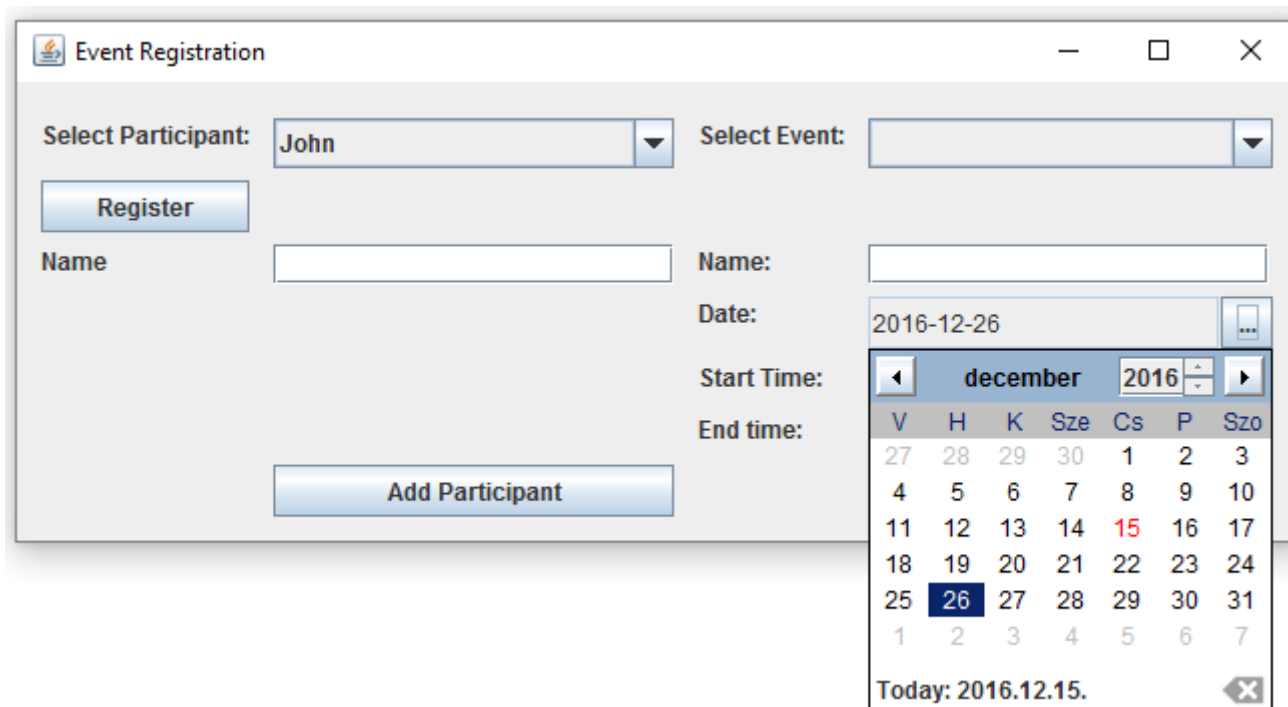 Event Registration
Select Participant: John Select Event:
Register
Name Name:
Date: 2016-12-26 ...
Start Time: december 2016
V H K Sze Cs P Szo
End time:
27 28 29 30 1 2 3
4 5 6 7 8 9 10
Add Participant
11 12 13 14 15 16 17
18 19 20 21 22 23 24
25 26 27 28 29 30 31
1 2 3 4 5 6 7
Today: 2016.12.15.